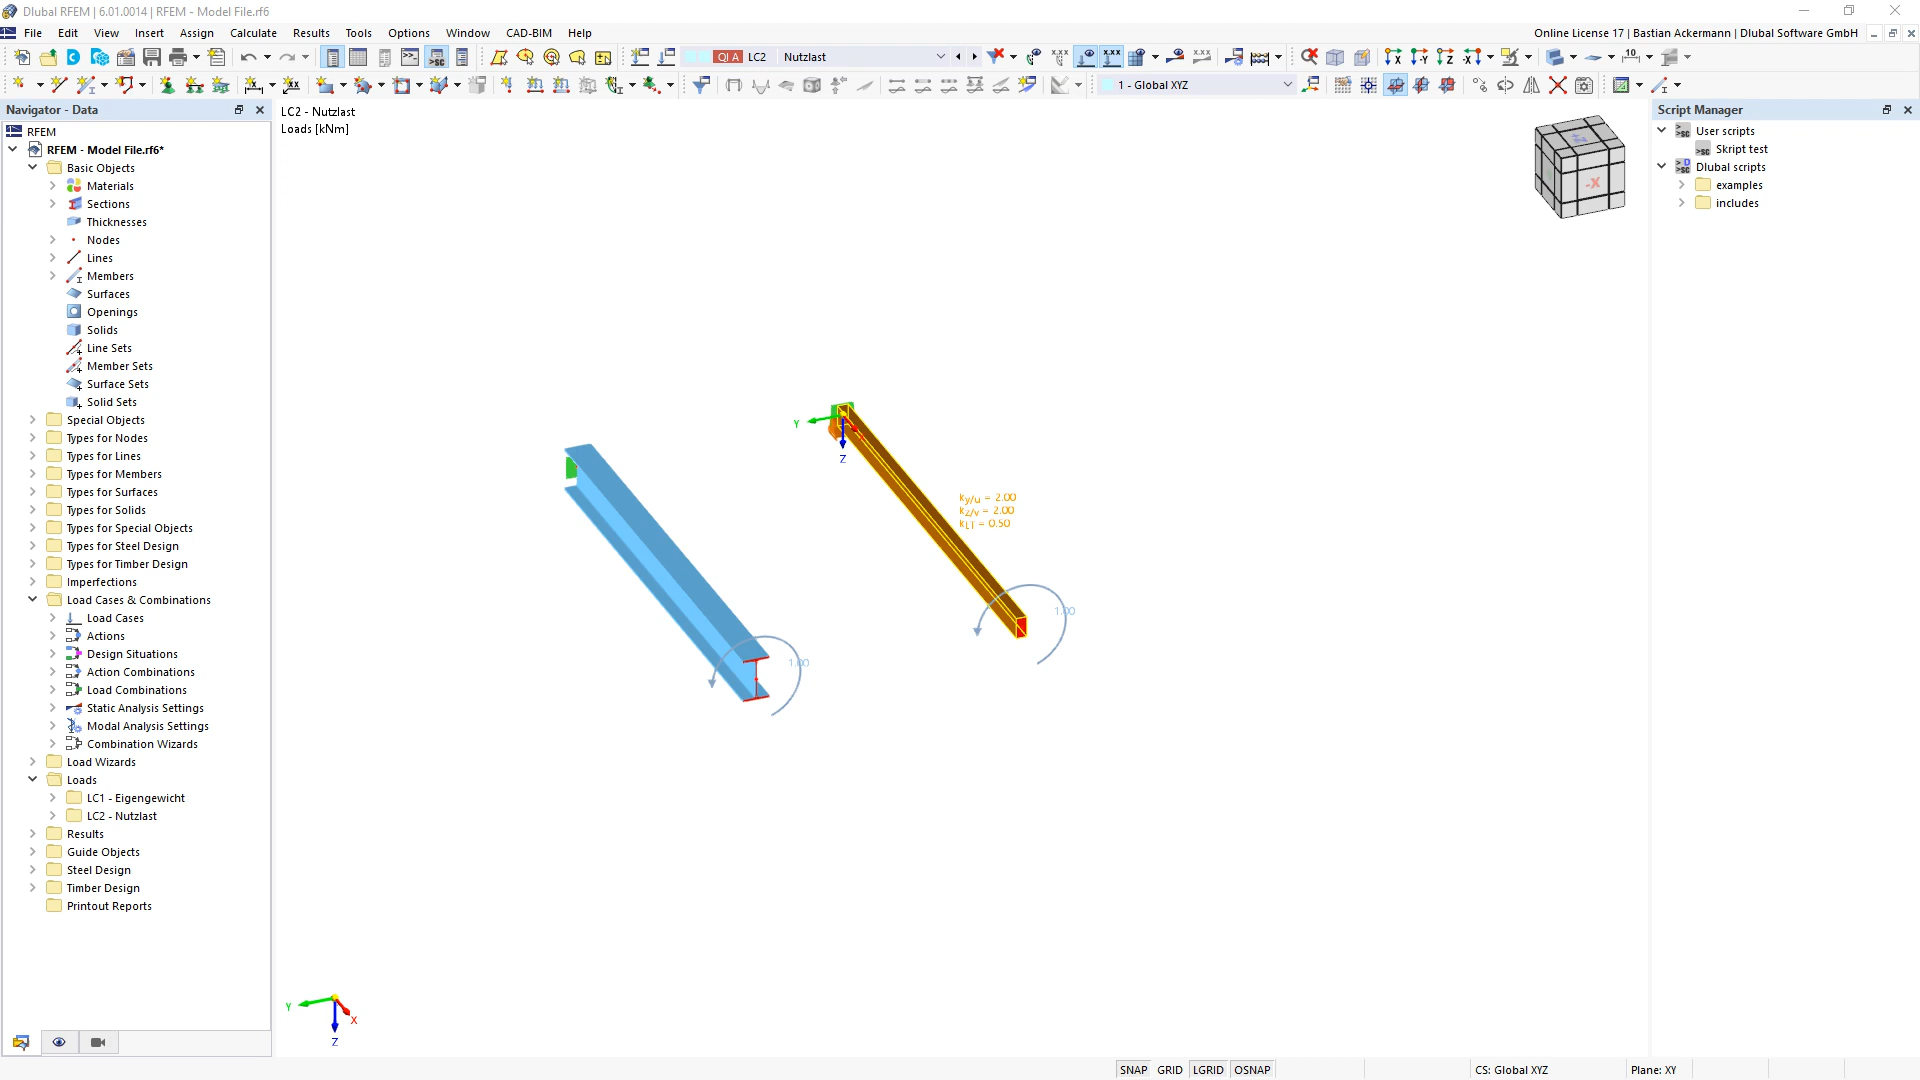 Dlubal RFEM | 6.01.0014 | RFEM - Model File.rf6*
File Edit View Insert Assign Calculate Results Tools Options Window CAD-BIM Help
Online License 17 | Bastian Ackermann | Dlubal Software GmbH
QI A LC2 Nutzlast
1 - Global XYZ
Navigator - Data
RFEM
RFEM - Model File.rf6*
Basic Objects
Materials
Sections
Thicknesses
Nodes
Lines
Members
Surfaces
Openings
Solids
Line Sets
Member Sets
Surface Sets
Solid Sets
Special Objects
Types for Nodes
Types for Lines
Types for Members
Types for Surfaces
Types for Solids
Types for Special Objects
Types for Steel Design
Types for Timber Design
Imperfections
Load Cases & Combinations
Load Cases
Actions
Design Situations
Action Combinations
Load Combinations
Static Analysis Settings
Modal Analysis Settings
Combination Wizards
Load Wizards
Loads
LC1 - Eigengewicht
LC2 - Nutzlast
Results
Guide Objects
Steel Design
Timber Design
Printout Reports
LC2 - Nutzlast
Loads [kNm]
Y
Z
ky/u = 2.00
kz/v = 2.00
kLT = 0.50
1.00
1.00
-X
Y
X
Z
Script Manager
User scripts
Skript test
Dlubal scripts
examples
includes
SNAP GRID LGRID OSNAP
CS: Global XYZ
Plane: XY